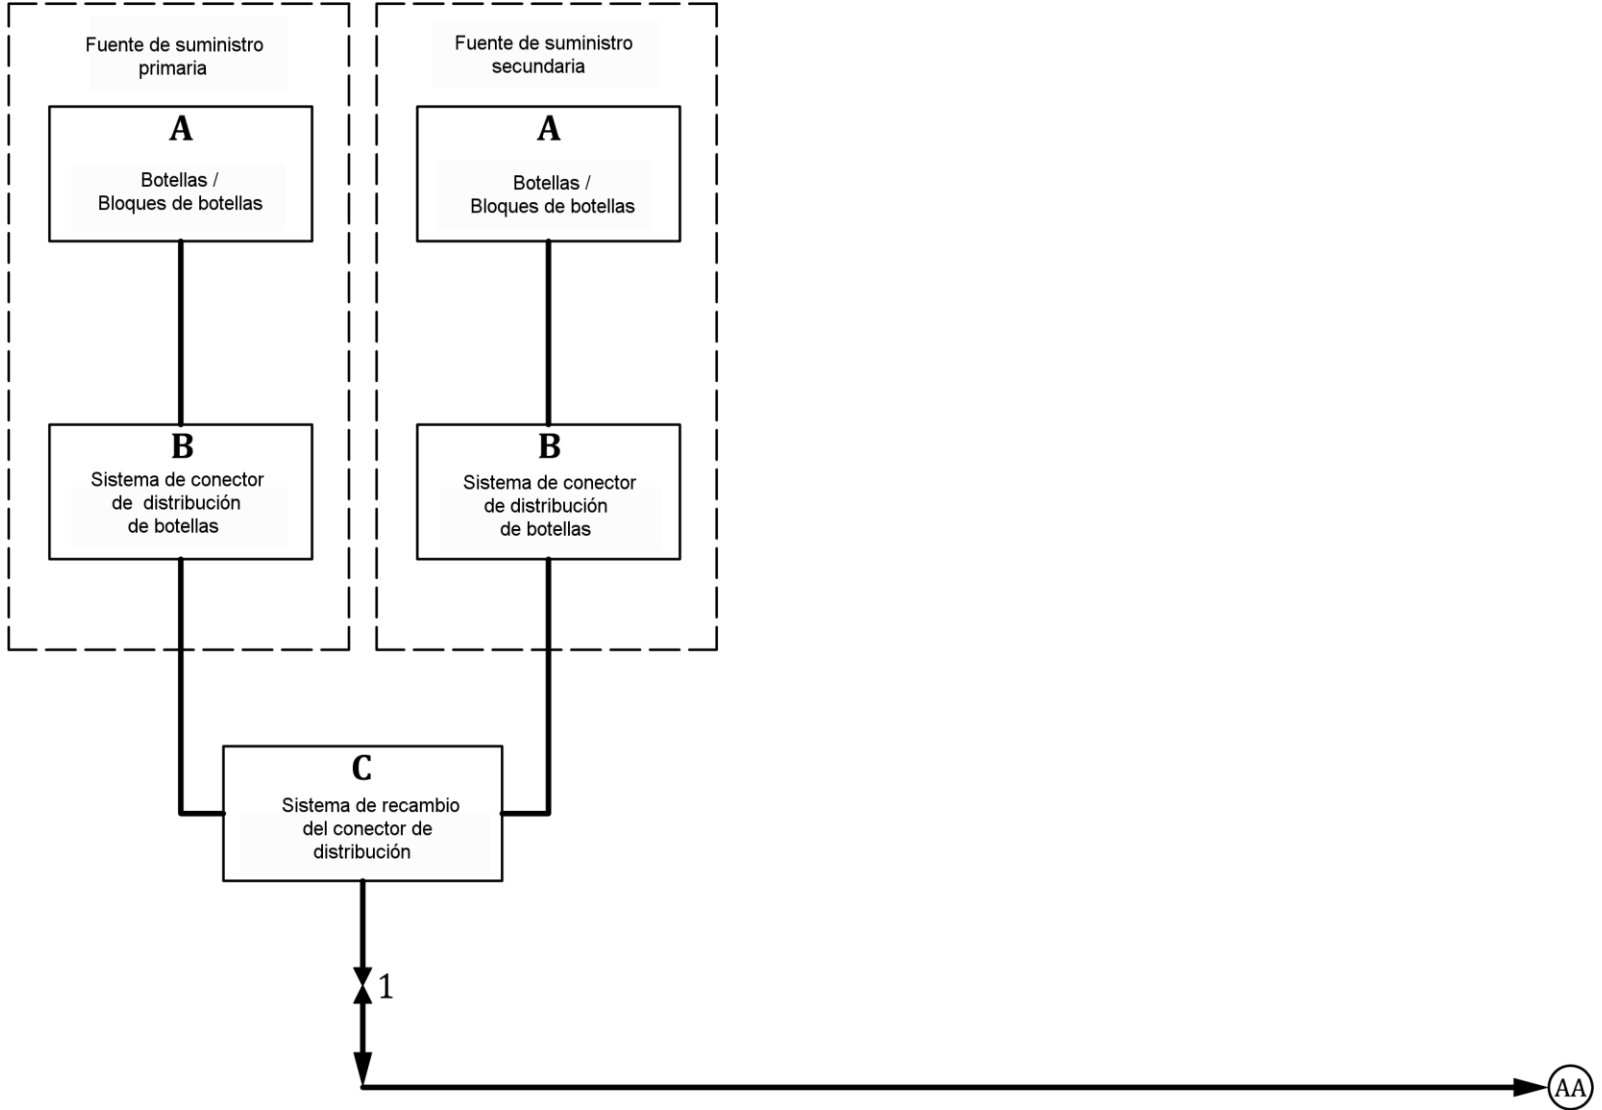 Fuente de suministro
primaria
A
Botellas /
Bloques de botellas
B
Sistema de conector
de distribución
de botellas
Fuente de suministro
secundaria
A
Botellas /
Bloques de botellas
B
Sistema de conector
de distribución
de botellas
C
Sistema de recambio
del conector de
distribución
1
AA